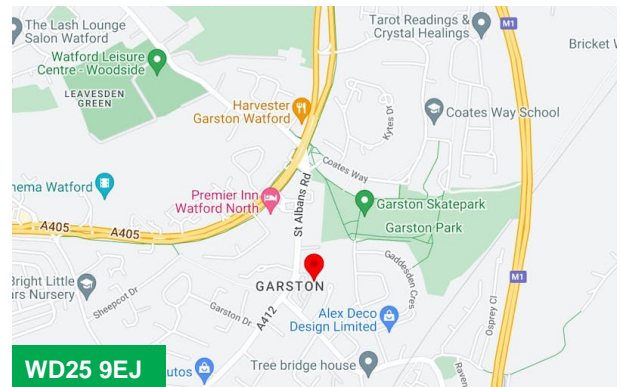 The Lash Lounge
Salon Watford
Tarot Readings &
Crystal Healings
M1
Bricket W
Watford Leisure
Centre - Woodside
LEAVESDEN
GREEN
Harvester
Garston Watford
Kytes Dr
Coates Way School
Coates Way
nema Watford
Premier Inn
Watford North
St Albans Rd
Garston Skatepark
Garston Park
A405
A405
Gaddesden Cres
M1
Bright Little
rs Nursery
Sheepcot Dr
GARSTON
Garston Dr
A412
Alex Deco
Design Limited
Osprey Cl
WD25 9EJ
utos
Tree bridge house
Raven